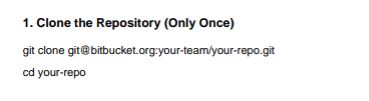 1. Clone the Repository (Only Once)
git clone git@bitbucket.org:your-team/your-repo.git
cd your-repo